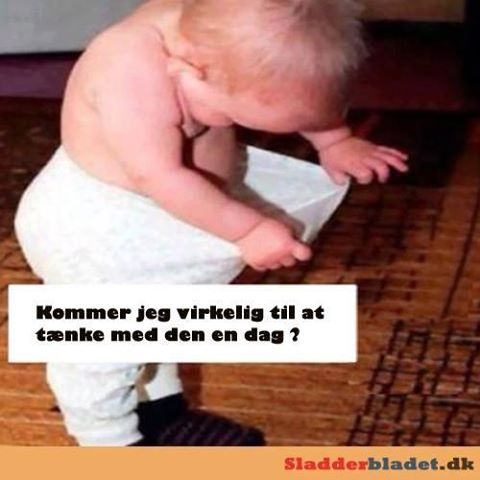 Kommer jeg virkelig til at
tænke med den en dag ?
Sladderbladet.dk